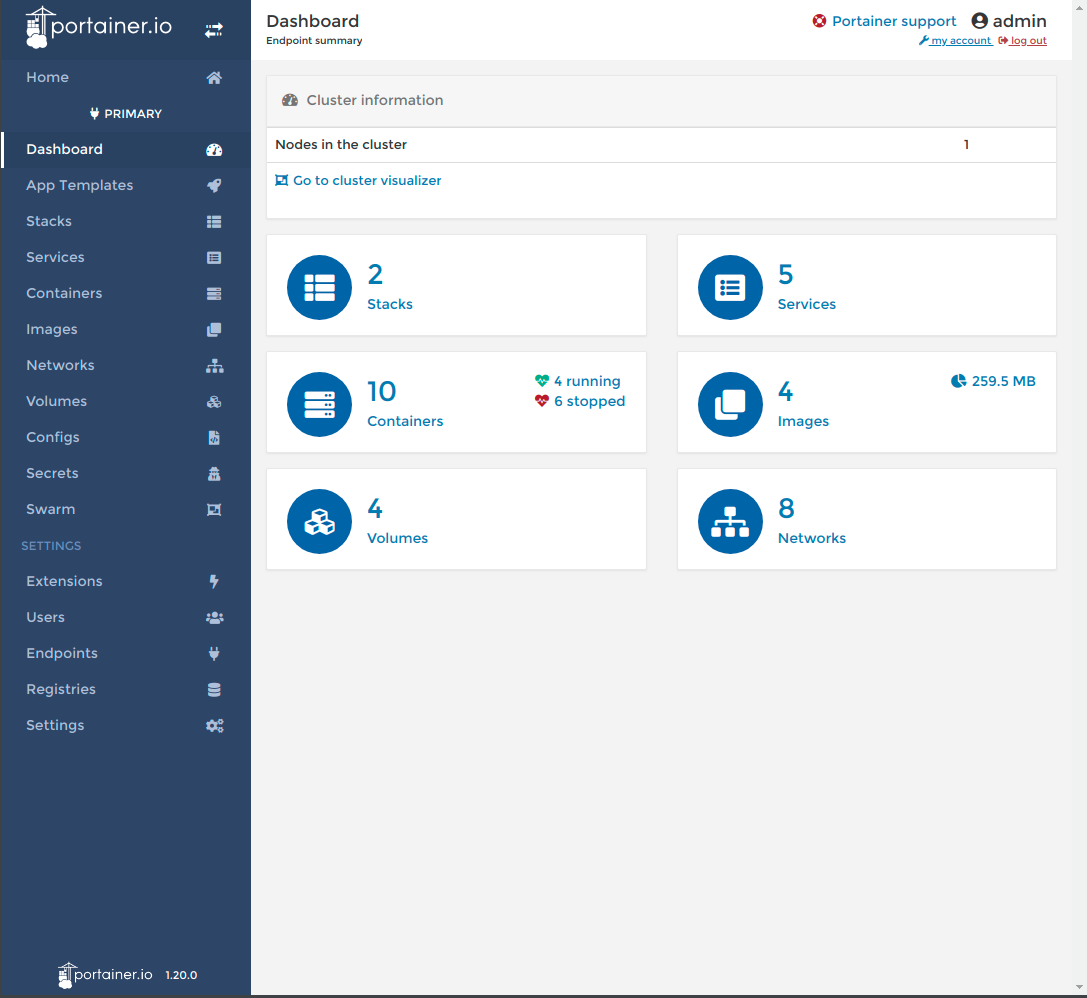 portainer.io
Home
PRIMARY
Dashboard
App Templates
Stacks
Services
Containers
Images
Networks
Volumes
Configs
Secrets
Swarm
SETTINGS
Extensions
Users
Endpoints
Registries
Settings
portainer.io 1.20.0
Dashboard
Endpoint summary
Portainer support admin
my account log out
Cluster information
Nodes in the cluster 1
Go to cluster visualizer
2
Stacks
5
Services
10
Containers
4 running
6 stopped
4
Images
259.5 MB
4
Volumes
8
Networks